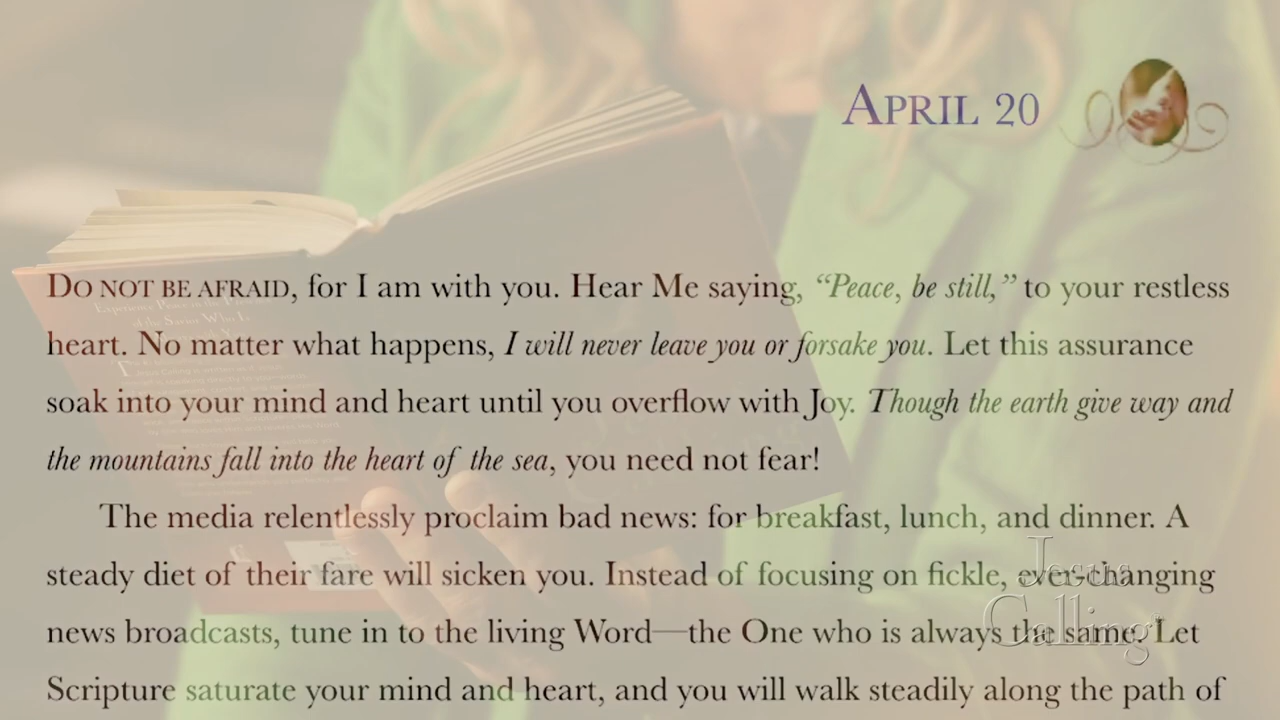 APRIL 20
DO NOT BE AFRAID, for I am with you. Hear Me saying, “Peace, be still,” to your restless
heart. No matter what happens, I will never leave you or forsake you. Let this assurance
soak into your mind and heart until you overflow with Joy. Though the earth give way and
the mountains fall into the heart of the sea, you need not fear!
The media relentlessly proclaim bad news: for breakfast, lunch, and dinner. A
steady diet of their fare will sicken you. Instead of focusing on fickle, ever-changing
news broadcasts, tune in to the living Word—the One who is always the same. Let
Scripture saturate your mind and heart, and you will walk steadily along the path of
Jesus
Calling